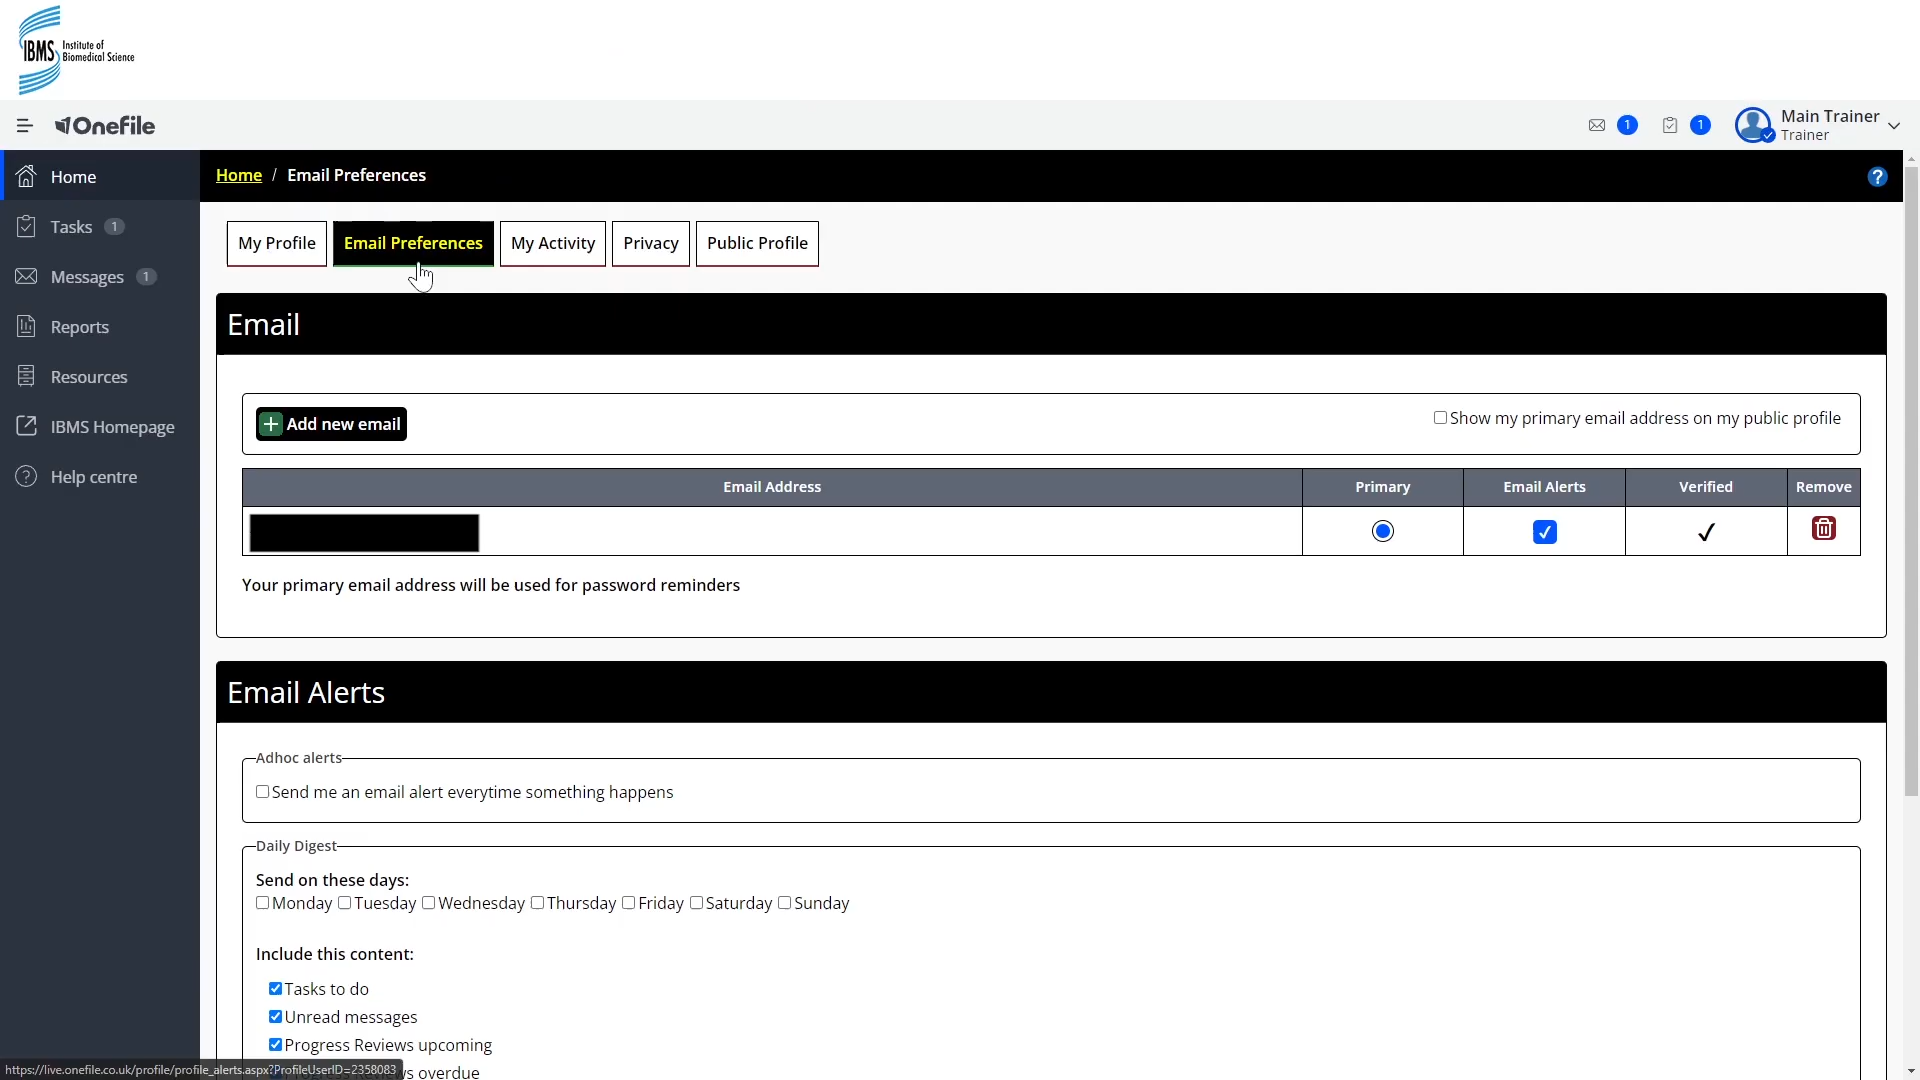 IBMS Institute of
Biomedical Science
Onefile
1
1
Main Trainer
Trainer
Home
Tasks 1
Messages 1
Reports
Resources
IBMS Homepage
Help centre
Home / Email Preferences
?
My Profile
Email Preferences
My Activity
Privacy
Public Profile
Email
Add new email
Show my primary email address on my public profile
Email Address Primary Email Alerts Verified Remove
Your primary email address will be used for password reminders
Email Alerts
Adhoc alerts
Send me an email alert everytime something happens
Daily Digest
Send on these days:
Monday Tuesday Wednesday Thursday Friday Saturday Sunday
Include this content:
Tasks to do
Unread messages
Progress Reviews upcoming
overdue
https://live.onefile.co.uk/profile/profile_alerts.aspx?ProfileUserID=2358083